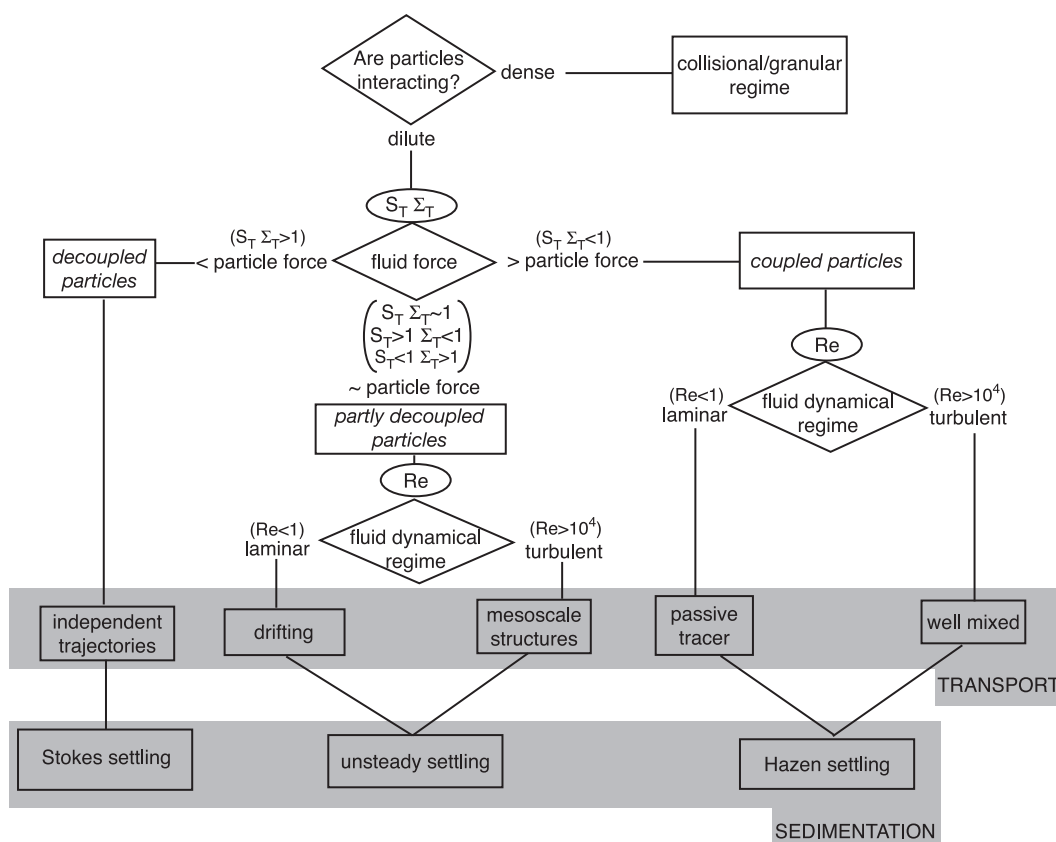 Are particles
interacting?
dense
collisional/granular
regime
dilute
S_T Σ_T
(S_T Σ_T>1)
< particle force
decoupled
particles
fluid force
(S_T Σ_T<1)
> particle force
coupled particles
S_T Σ_T~1
S_T>1 Σ_T<1
S_T<1 Σ_T>1
~ particle force
partly decoupled
particles
Re
(Re<1)
laminar
fluid dynamical
regime
(Re>10^4)
turbulent
Re
(Re<1)
laminar
fluid dynamical
regime
(Re>10^4)
turbulent
independent
trajectories
drifting
mesoscale
structures
passive
tracer
well mixed
TRANSPORT
Stokes settling
unsteady settling
Hazen settling
SEDIMENTATION